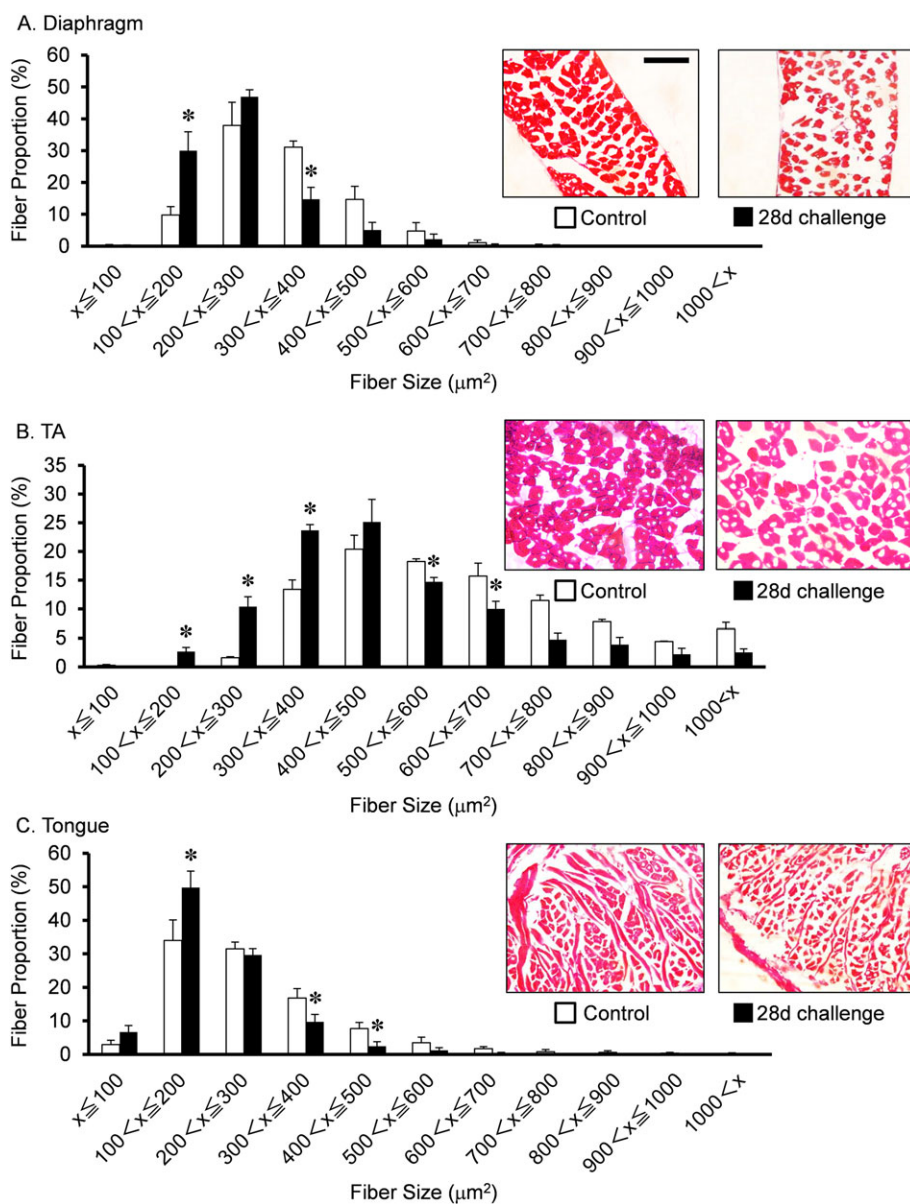 A. Diaphragm
Fiber Proportion (%)
60
50
40
30
20
10
0
*
*
Control
28d challenge
x≦100
100<x≦200
200<x≦300
300<x≦400
400<x≦500
500<x≦600
600<x≦700
700<x≦800
800<x≦900
900<x≦1000
1000<x
Fiber Size (μm²)
B. TA
Fiber Proportion (%)
35
30
25
20
15
10
5
0
*
*
*
*
*
Control
28d challenge
x≦100
100<x≦200
200<x≦300
300<x≦400
400<x≦500
500<x≦600
600<x≦700
700<x≦800
800<x≦900
900<x≦1000
1000<x
Fiber Size (μm²)
C. Tongue
Fiber Proportion (%)
60
50
40
30
20
10
0
*
*
*
Control
28d challenge
x≦100
100<x≦200
200<x≦300
300<x≦400
400<x≦500
500<x≦600
600<x≦700
700<x≦800
800<x≦900
900<x≦1000
1000<x
Fiber Size (μm²)